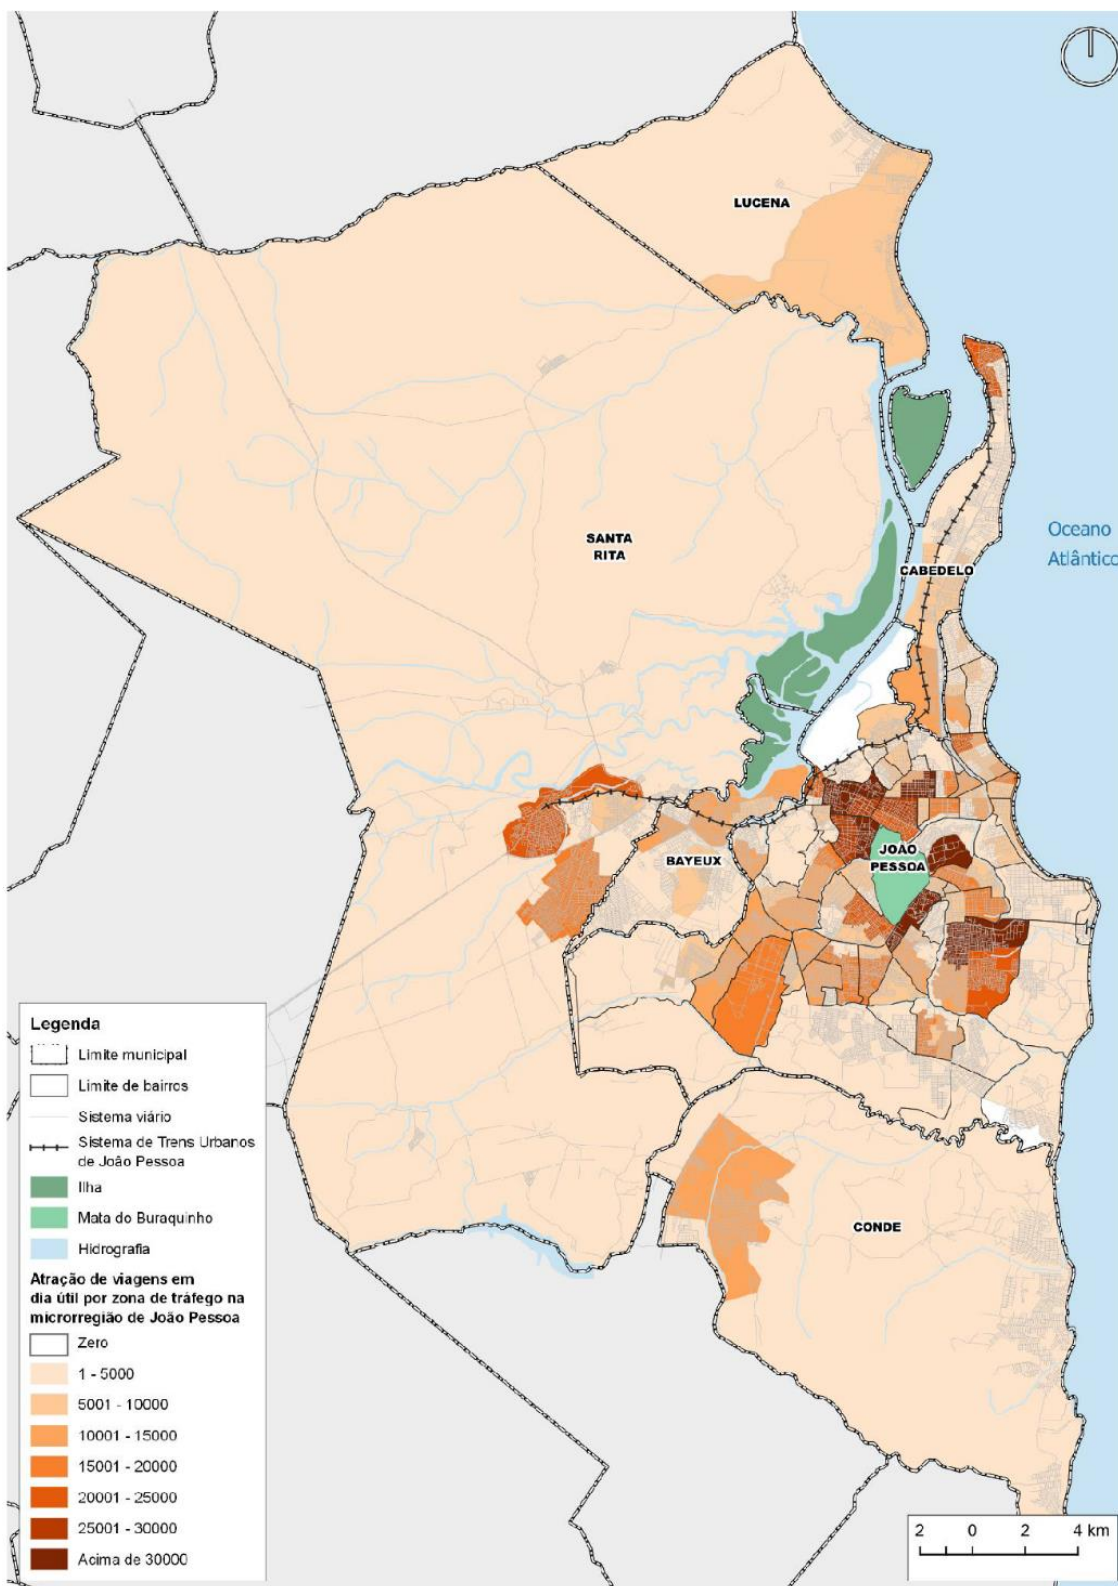 LUCENA
SANTA
RITA
CABEDELO
Oceano
Atlântico
JOÃO
PESSOA
BAYEUX
CONDE
Legenda
Limite municipal
Limite de bairros
Sistema viário
Sistema de Trens Urbanos
de João Pessoa
Ilha
Mata do Buraquinho
Hidrografia
Atração de viagens em
dia útil por zona de tráfego na
microrregião de João Pessoa
Zero
1 - 5000
5001 - 10000
10001 - 15000
15001 - 20000
20001 - 25000
25001 - 30000
Acima de 30000
2 0 2 4 km